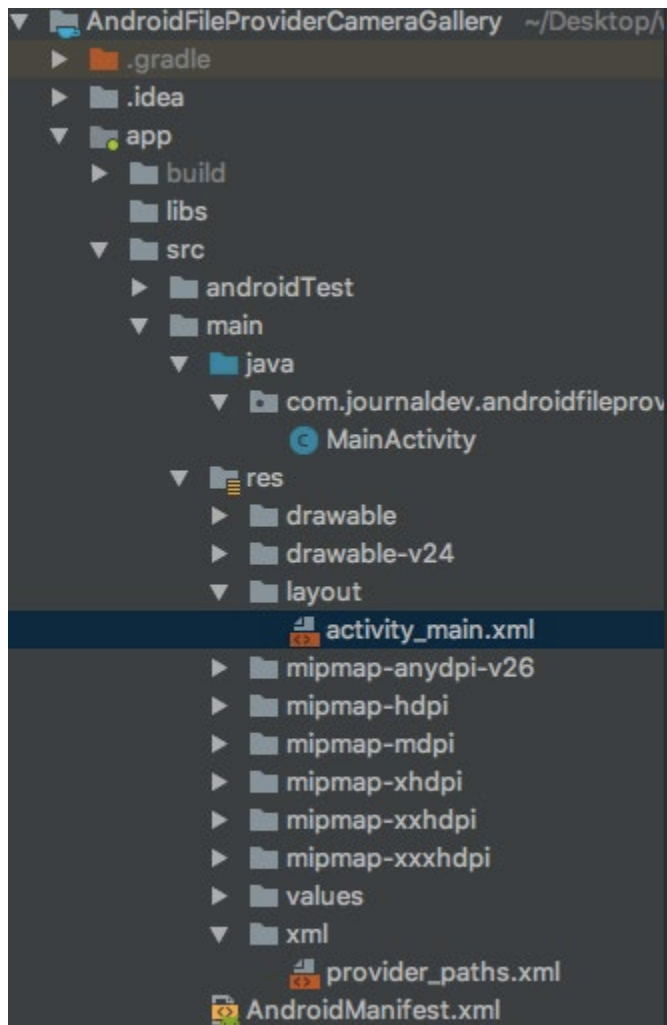 AndroidFileProviderCameraGallery ~/Desktop/
.gradle
.idea
app
build
libs
src
androidTest
main
java
com.journaldev.androidfileprov
C MainActivity
res
drawable
drawable-v24
layout
activity_main.xml
mipmap-anydpi-v26
mipmap-hdpi
mipmap-mdpi
mipmap-xhdpi
mipmap-xxhdpi
mipmap-xxxhdpi
values
xml
provider_paths.xml
AndroidManifest.xml